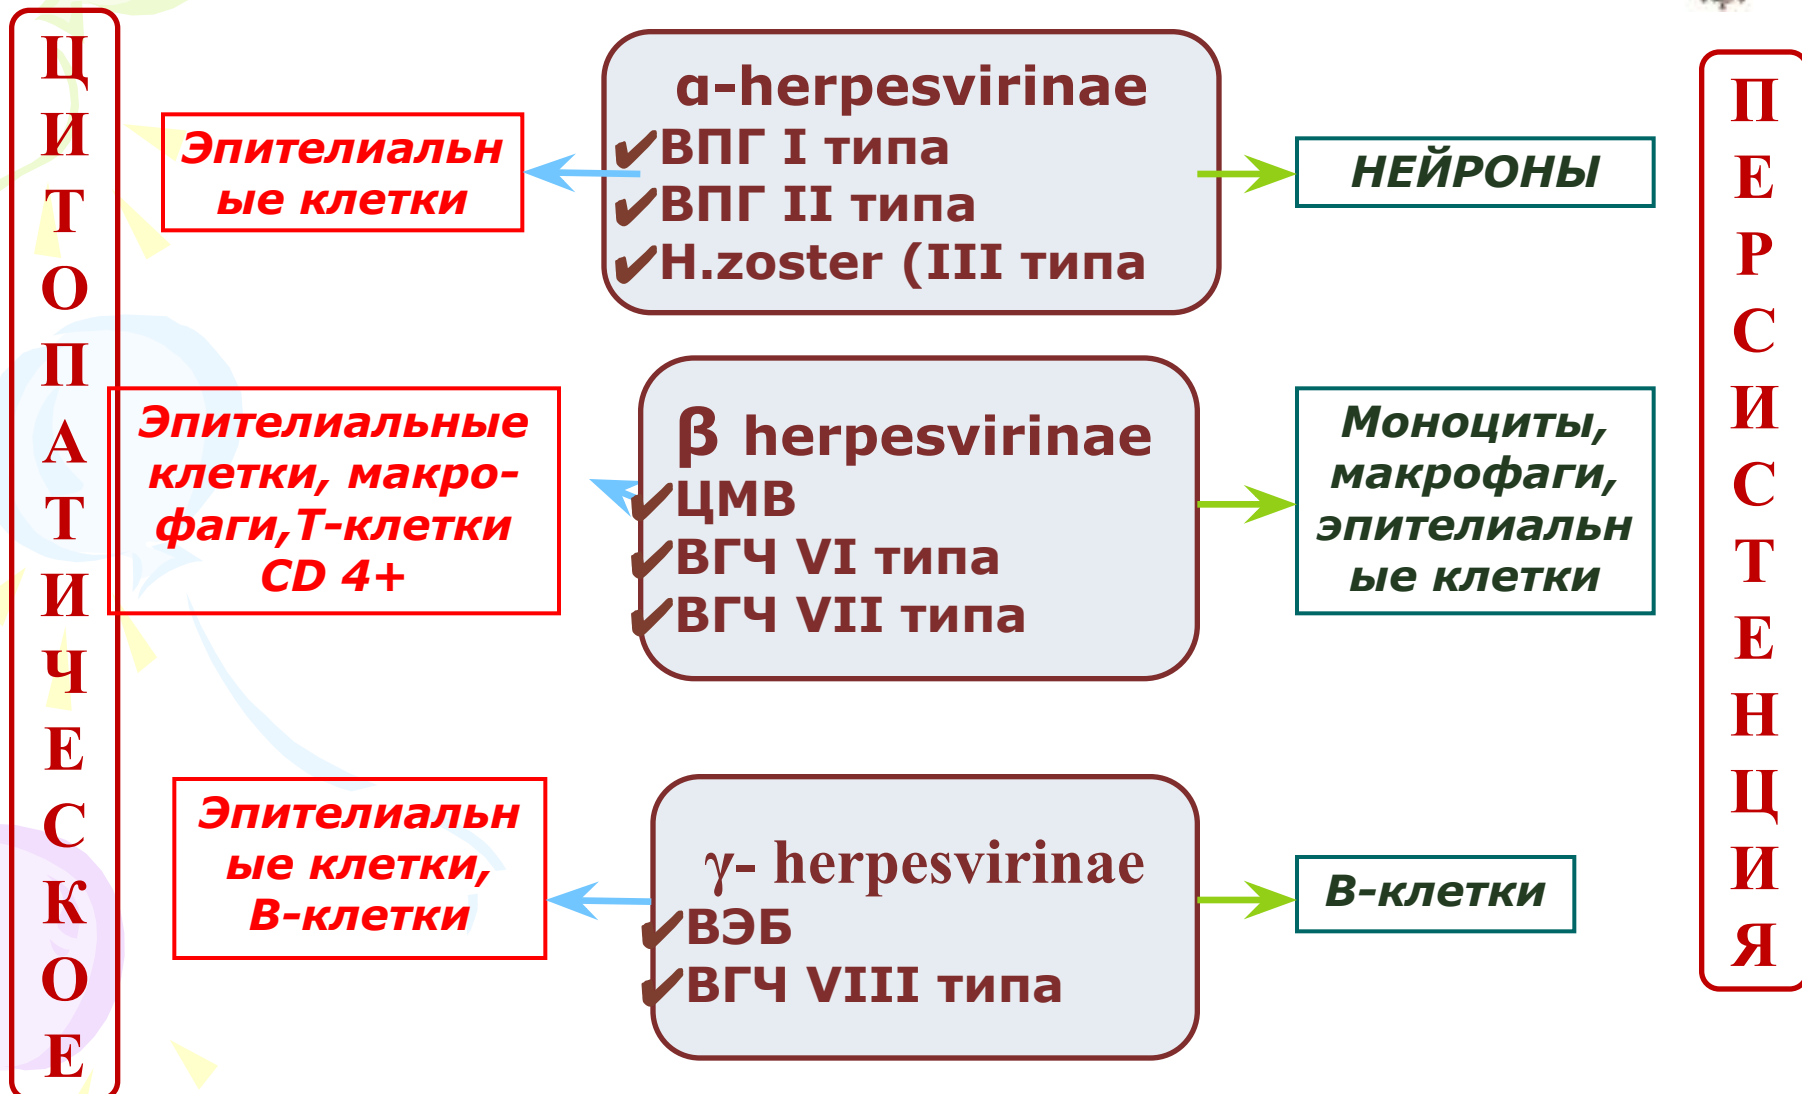 ЦИТОПАТИЧЕСКОЕ
α-herpesvirinae
✔ВПГ I типа
✔ВПГ II типа
✔H.zoster (III типа
Эпителиальн
ые клетки
НЕЙРОНЫ
β herpesvirinae
✔ЦМВ
✔ВГЧ VI типа
✔ВГЧ VII типа
Эпителиальные
клетки, макро-
фаги,Т-клетки
CD 4+
Моноциты,
макрофаги,
эпителиальн
ые клетки
γ- herpesvirinae
✔ВЭБ
✔ВГЧ VIII типа
Эпителиальн
ые клетки,
В-клетки
В-клетки
ПЕРСИСТЕНЦИЯ